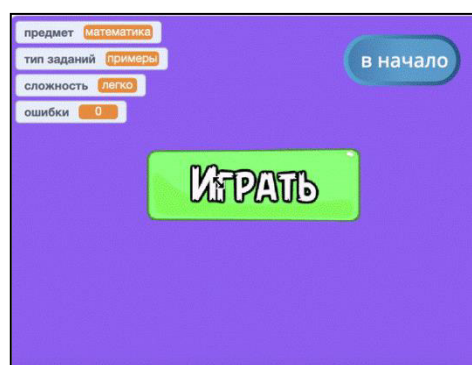 предмет математика
тип заданий примеры
сложность легко
ошибки 0
в начало
ИГРАТЬ